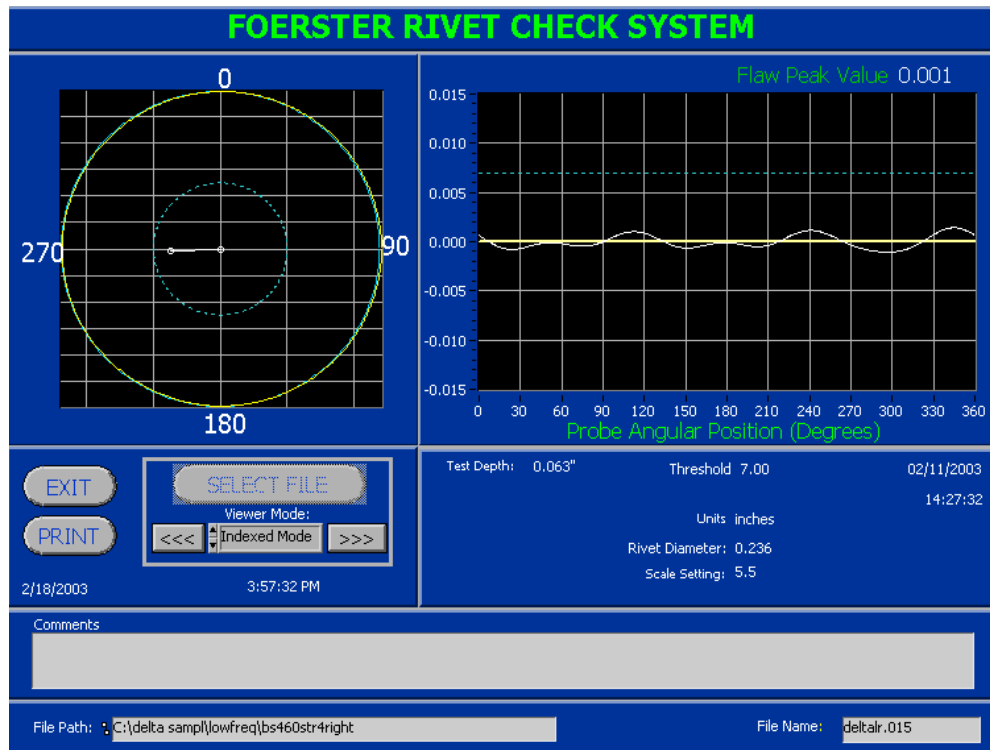 FOERSTER RIVET CHECK SYSTEM
0
270
90
180
Flaw Peak Value 0.001
0.015
0.010
0.005
0.000
-0.005
-0.010
-0.015
0 30 60 90 120 150 180 210 240 270 300 330 360
Probe Angular Position (Degrees)
EXIT
PRINT
SELECT FILE
Viewer Mode:
<<< Indexed Mode >>>
2/18/2003 3:57:32 PM
Test Depth: 0.063" Threshold 7.00 02/11/2003
14:27:32
Units inches
Rivet Diameter: 0.236
Scale Setting: 5.5
Comments
File Path: C:\delta sampl\lowfreq\bs460str4right
File Name: deltalr.015